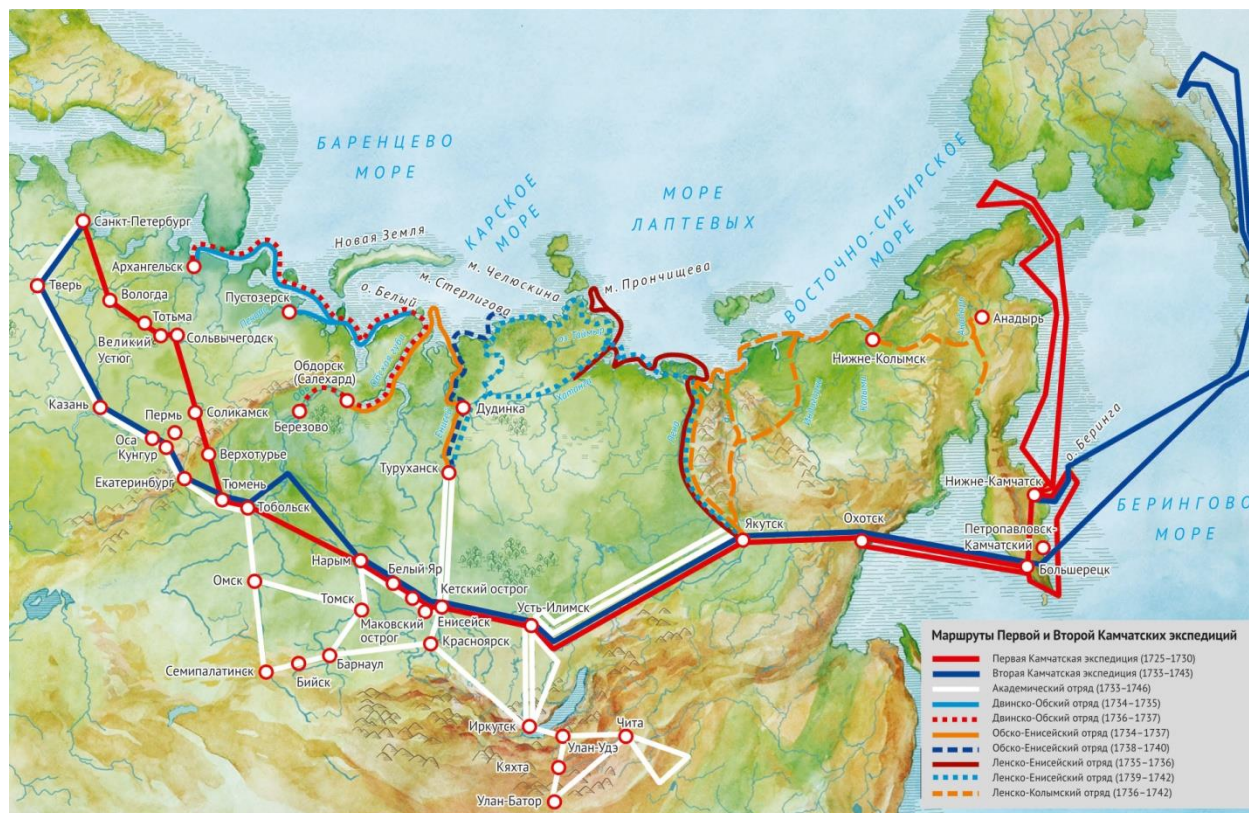 БАРЕНЦЕВО
МОРЕ
КАРСКОЕ
МОРЕ
МОРЕ
ЛАПТЕВЫХ
ВОСТОЧНО-СИБИРСКОЕ
МОРЕ
БЕРИНГОВО
МОРЕ
Новая Земля
о. Белый
м. Стерлигова
м. Челюскина
м. Прончищева
о. Беринга
Санкт-Петербург
Тверь
Архангельск
Вологда
Тотьма
Великий
Устюг
Сольвычегодск
Пустозерск
Обдорск
(Салехард)
Березово
Казань
Пермь
Оса
Кунгур
Соликамск
Верхотурье
Екатеринбург
Тюмень
Тобольск
Дудинка
Туруханск
Хатанга
Анадырь
Нижне-Колымск
Нижне-Камчатск
Петропавловск-
Камчатский
Большерецк
Якутск
Охотск
Нарым
Белый Яр
Кетский острог
Усть-Илимск
Омск
Томск
Маковский
острог
Енисейск
Красноярск
Семипалатинск
Бийск
Барнаул
Иркутск
Улан-Удэ
Чита
Кяхта
Улан-Батор
Маршруты Первой и Второй Камчатских экспедиций
Первая Камчатская экспедиция (1725–1730)
Вторая Камчатская экспедиция (1733–1743)
Академический отряд (1733–1746)
Двинско-Обский отряд (1734–1735)
Двинско-Обский отряд (1736–1737)
Обско-Енисейский отряд (1734–1737)
Обско-Енисейский отряд (1738–1740)
Ленско-Енисейский отряд (1735–1736)
Ленско-Енисейский отряд (1739–1742)
Ленско-Колымский отряд (1736–1742)